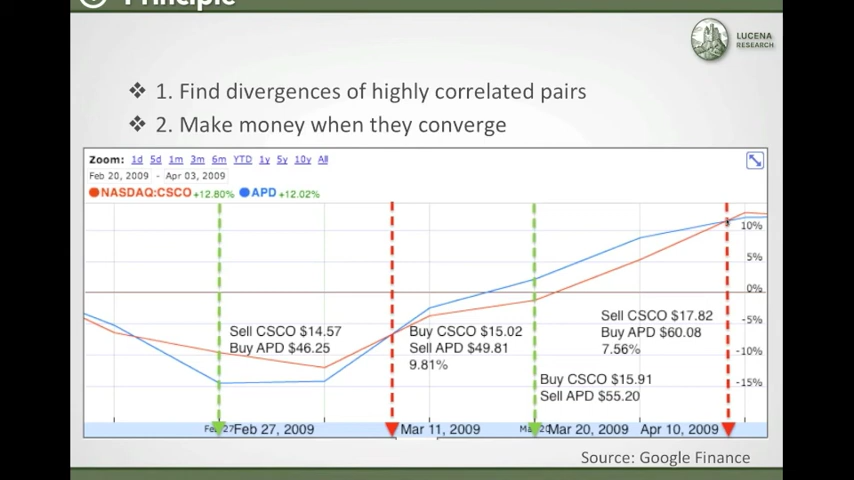 Principle
LUCENA
RESEARCH
1. Find divergences of highly correlated pairs
2. Make money when they converge
Zoom: 1d 5d 1m 3m 6m YTD 1y 5y 10y All
Feb 20, 2009 - Apr 03, 2009
NASDAQ:CSCO +12.80% APD +12.02%
10%
5%
0%
-5%
-10%
-15%
Sell CSCO $14.57
Buy APD $46.25
Buy CSCO $15.02
Sell APD $49.81
9.81%
Buy CSCO $15.91
Sell APD $55.20
Sell CSCO $17.82
Buy APD $60.08
7.56%
Feb 27, 2009 Mar 11, 2009 Mar 20, 2009 Apr 10, 2009
Source: Google Finance